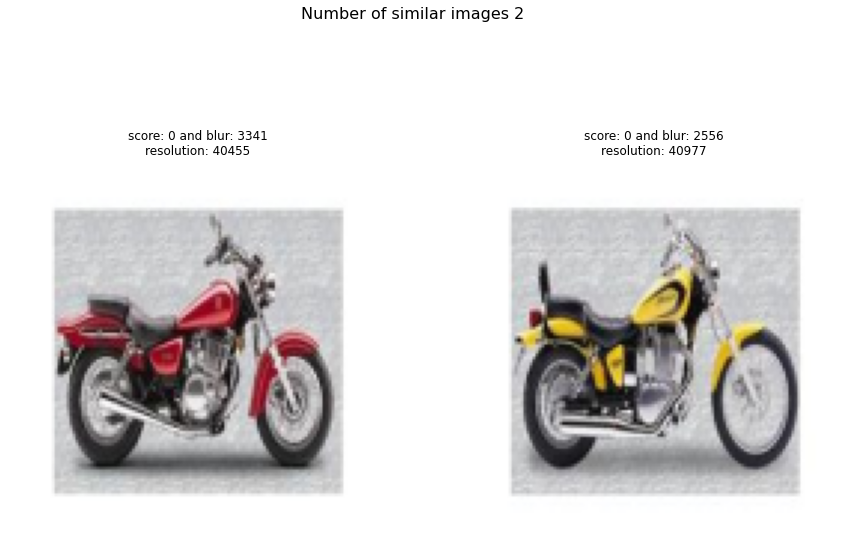 Number of similar images 2
score: 0 and blur: 3341
resolution: 40455
score: 0 and blur: 2556
resolution: 40977